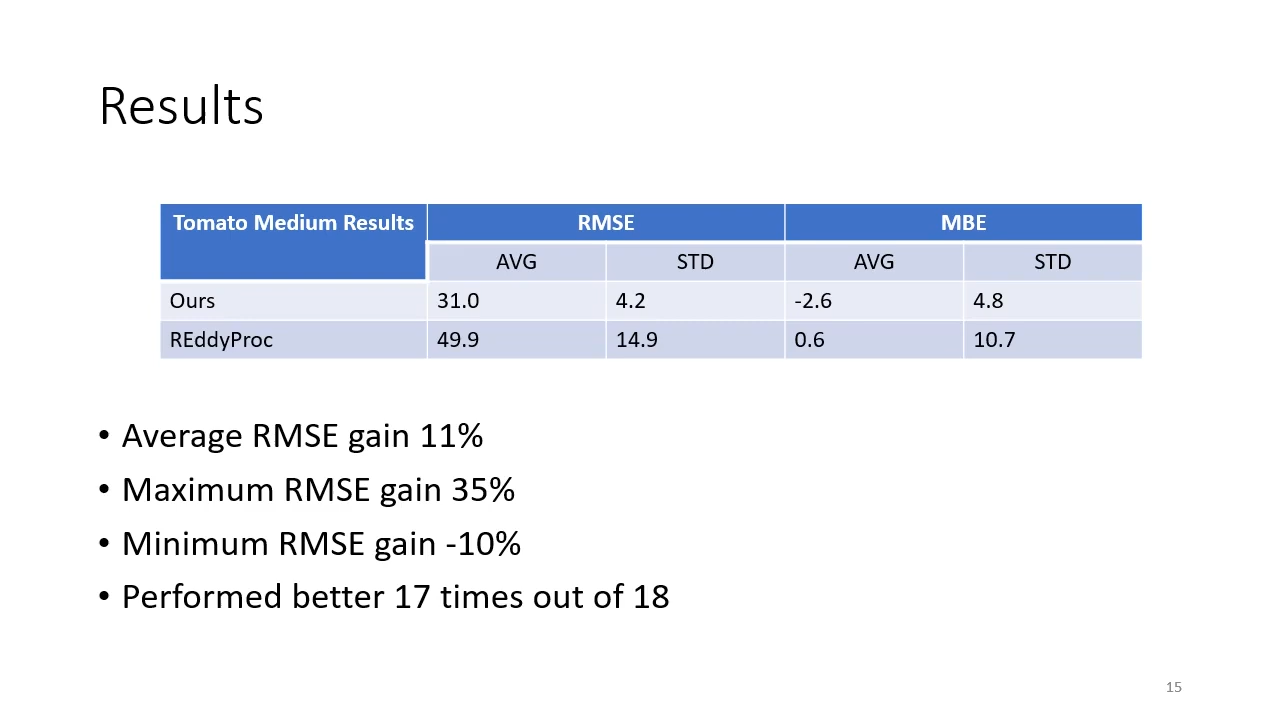 Results
Tomato Medium Results RMSE MBE
AVG STD AVG STD
Ours 31.0 4.2 -2.6 4.8
REddyProc 49.9 14.9 0.6 10.7
• Average RMSE gain 11%
• Maximum RMSE gain 35%
• Minimum RMSE gain -10%
• Performed better 17 times out of 18
15